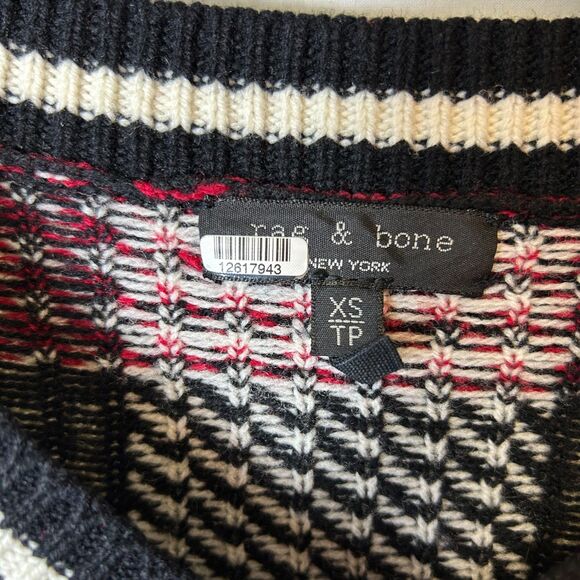 rag & bone
NEW YORK
12617943
XS
TP